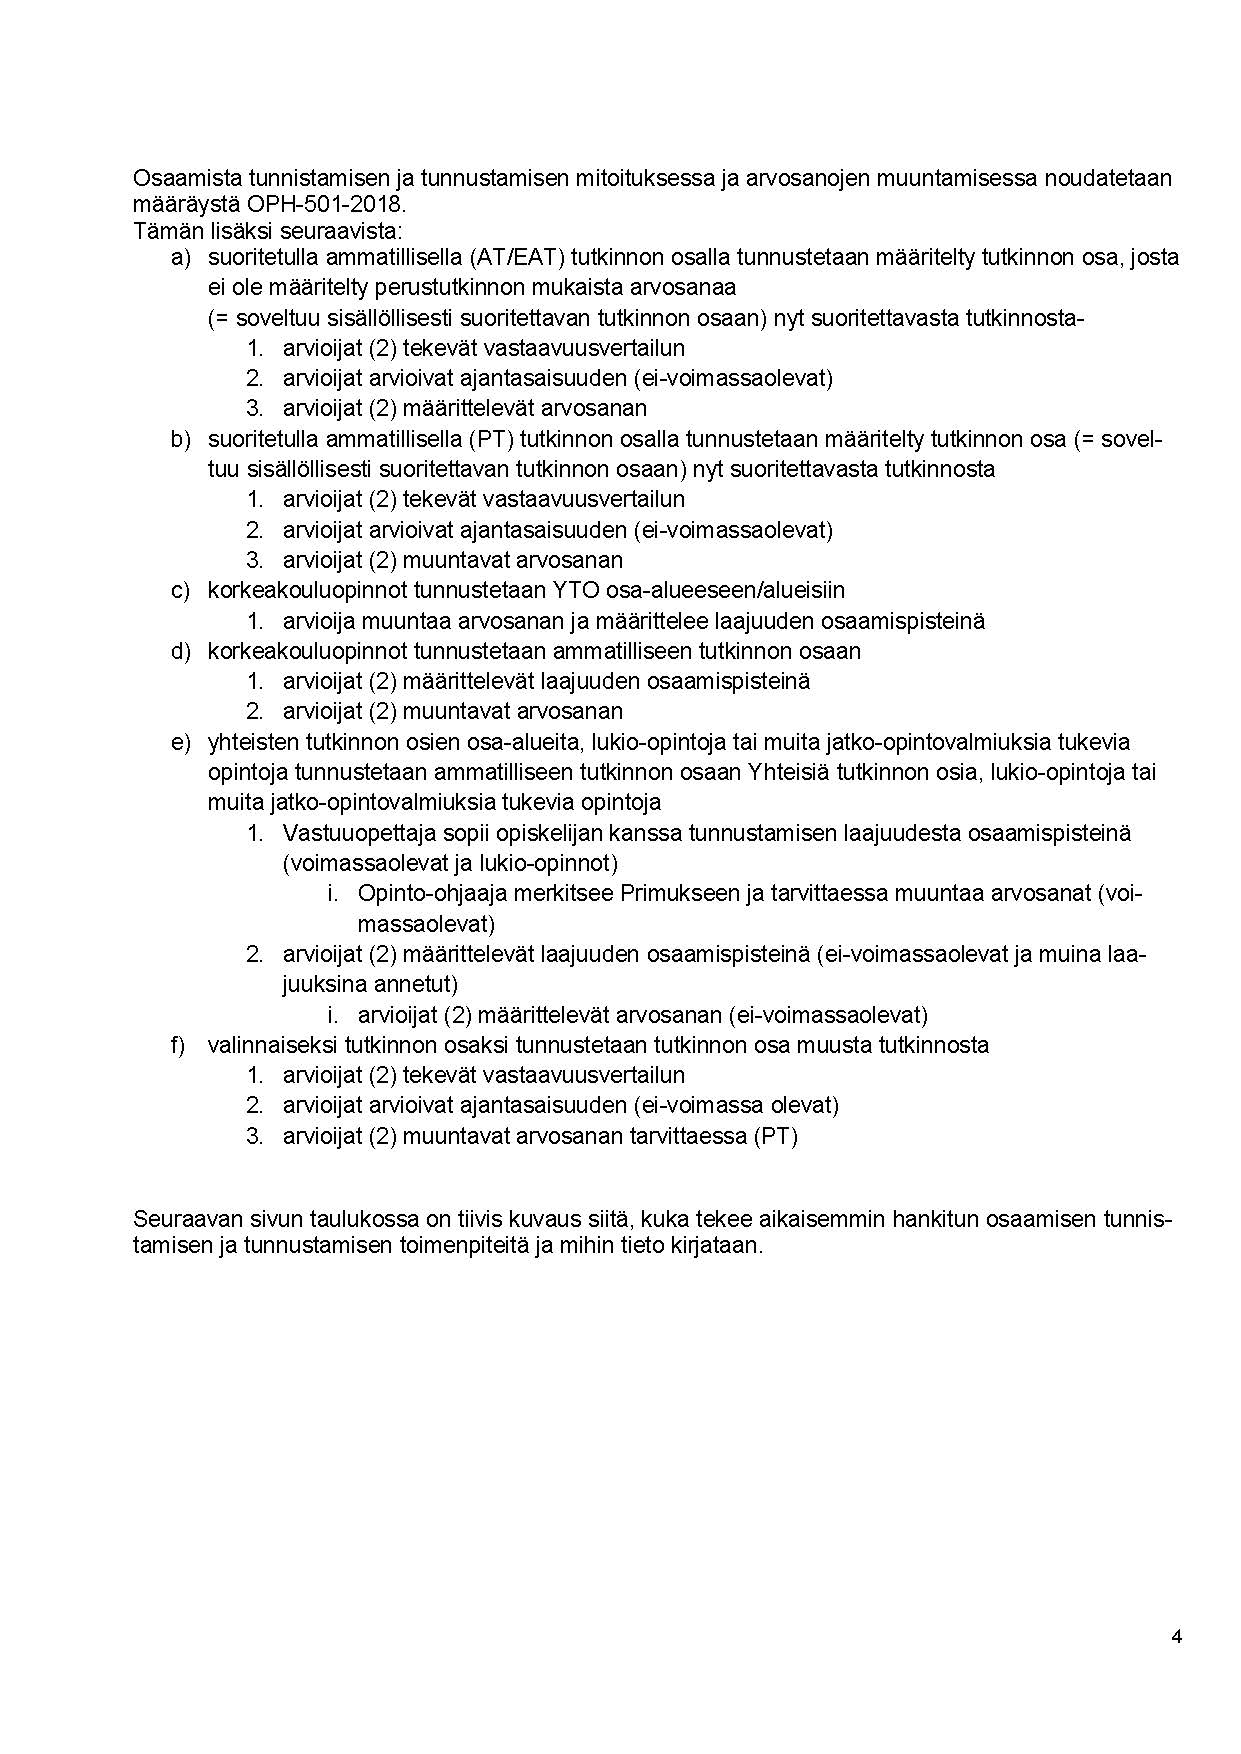 Osaamista tunnistamisen ja tunnustamisen mitoituksessa ja arvosanojen muuntamisessa noudatetaan
määräystä OPH-501-2018.
Tämän lisäksi seuraavista:
a) suoritetulla ammatillisella (AT/EAT) tutkinnon osalla tunnustetaan määritelty tutkinnon osa, josta
ei ole määritelty perustutkinnon mukaista arvosanaa
(= soveltuu sisällöllisesti suoritettavan tutkinnon osaan) nyt suoritettavasta tutkinnosta-
1. arvioijat (2) tekevät vastaavuusvertailun
2. arvioijat arvioivat ajantasaisuuden (ei-voimassaolevat)
3. arvioijat (2) määrittelevät arvosanan
b) suoritetulla ammatillisella (PT) tutkinnon osalla tunnustetaan määritelty tutkinnon osa (= sovel-
tuu sisällöllisesti suoritettavan tutkinnon osaan) nyt suoritettavasta tutkinnosta
1. arvioijat (2) tekevät vastaavuusvertailun
2. arvioijat arvioivat ajantasaisuuden (ei-voimassaolevat)
3. arvioijat (2) muuntavat arvosanan
c) korkeakouluopinnot tunnustetaan YTO osa-alueeseen/alueisiin
1. arvioija muuntaa arvosanan ja määrittelee laajuuden osaamispisteinä
d) korkeakouluopinnot tunnustetaan ammatilliseen tutkinnon osaan
1. arvioijat (2) määrittelevät laajuuden osaamispisteinä
2. arvioijat (2) muuntavat arvosanan
e) yhteisten tutkinnon osien osa-alueita, lukio-opintoja tai muita jatko-opintovalmiuksia tukevia
opintoja tunnustetaan ammatilliseen tutkinnon osaan Yhteisiä tutkinnon osia, lukio-opintoja tai
muita jatko-opintovalmiuksia tukevia opintoja
1. Vastuuopettaja sopii opiskelijan kanssa tunnustamisen laajuudesta osaamispisteinä
(voimassaolevat ja lukio-opinnot)
i. Opinto-ohjaaja merkitsee Primukseen ja tarvittaessa muuntaa arvosanat (voi-
massaolevat)
2. arvioijat (2) määrittelevät laajuuden osaamispisteinä (ei-voimassaolevat ja muina laa-
juuksina annetut)
i. arvioijat (2) määrittelevät arvosanan (ei-voimassaolevat)
f) valinnaiseksi tutkinnon osaksi tunnustetaan tutkinnon osa muusta tutkinnosta
1. arvioijat (2) tekevät vastaavuusvertailun
2. arvioijat arvioivat ajantasaisuuden (ei-voimassa olevat)
3. arvioijat (2) muuntavat arvosanan tarvittaessa (PT)
Seuraavan sivun taulukossa on tiivis kuvaus siitä, kuka tekee aikaisemmin hankitun osaamisen tunnis-
tamisen ja tunnustamisen toimenpiteitä ja mihin tieto kirjataan.
4